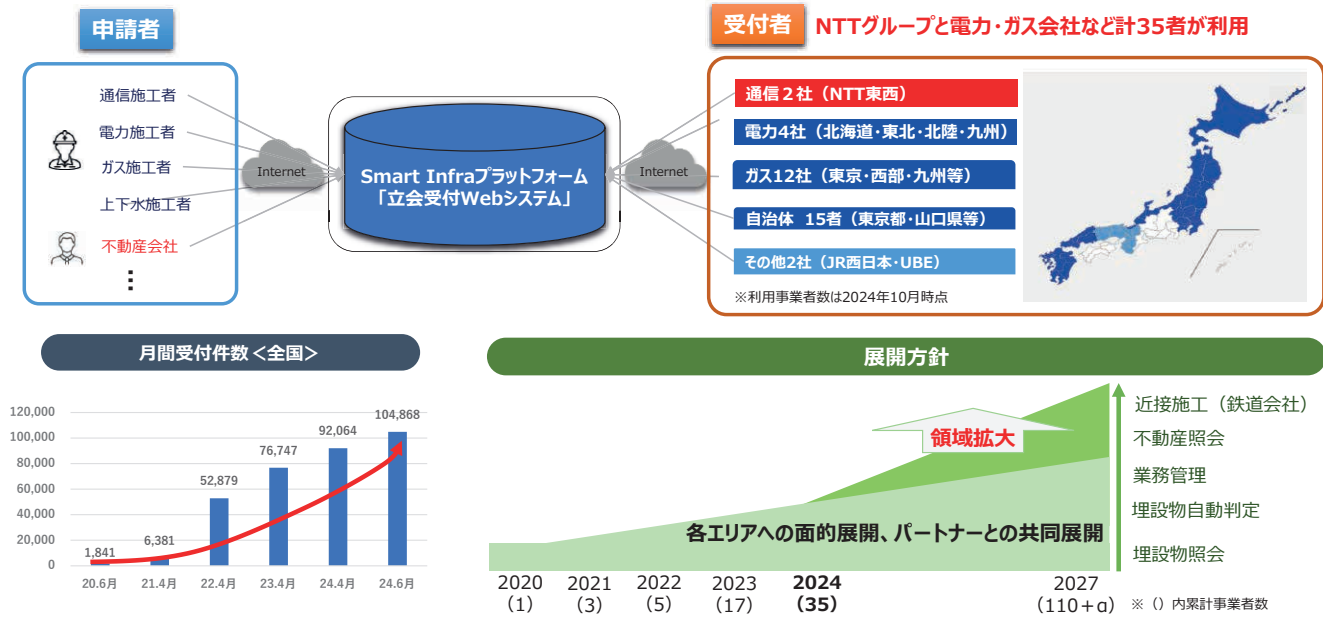 申請者
通信施工者
電力施工者
ガス施工者
上下水施工者
不動産会社
⋮
Internet
Smart Infraプラットフォーム
「立会受付Webシステム」
Internet
受付者
NTTグループと電力・ガス会社など計35者が利用
通信２社（NTT東西）
電力4社（北海道・東北・北陸・九州）
ガス12社（東京・西部・九州等）
自治体 15者（東京都・山口県等）
その他2社（JR西日本・UBE）
※利用事業者数は2024年10月時点
月間受付件数＜全国＞
120,000
100,000
80,000
60,000
40,000
20,000
0
1,841
6,381
52,879
76,747
92,064
104,868
20.6月 21.4月 22.4月 23.4月 24.4月 24.6月
展開方針
領域拡大
各エリアへの面的展開、パートナーとの共同展開
近接施工（鉄道会社）
不動産照会
業務管理
埋設物自動判定
埋設物照会
2020 2021 2022 2023 2024 2027
（1） （3） （5） （17） （35） （110+α） ※（）内累計事業者数